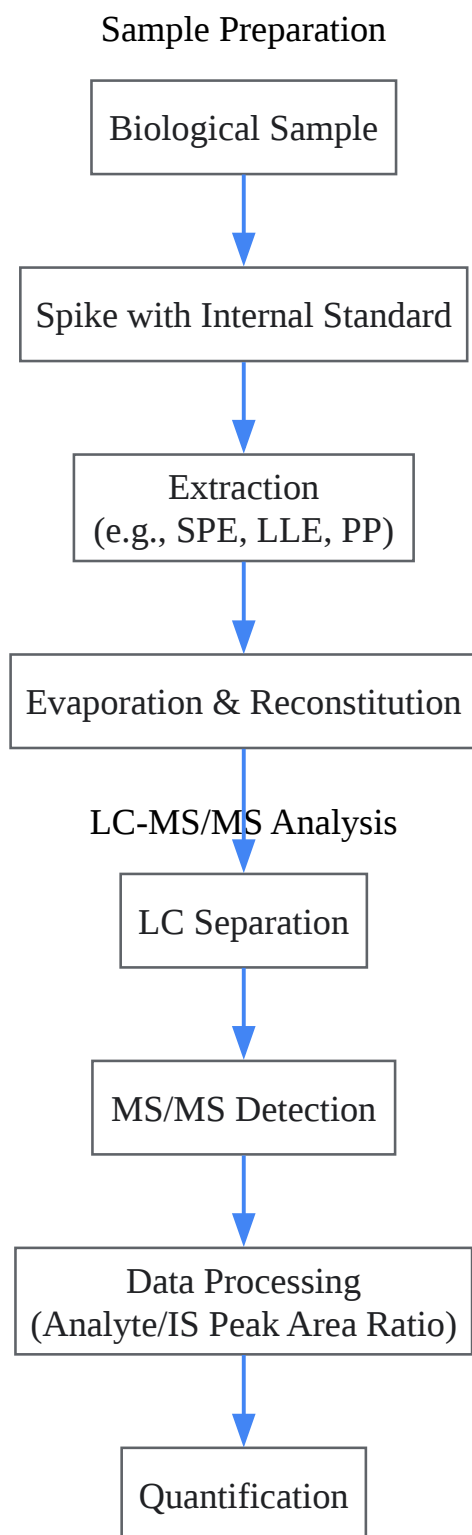 Sample Preparation
Biological Sample
Spike with Internal Standard
Extraction
(e.g., SPE, LLE, PP)
Evaporation & Reconstitution
LC-MS/MS Analysis
LC Separation
MS/MS Detection
Data Processing
(Analyte/IS Peak Area Ratio)
Quantification